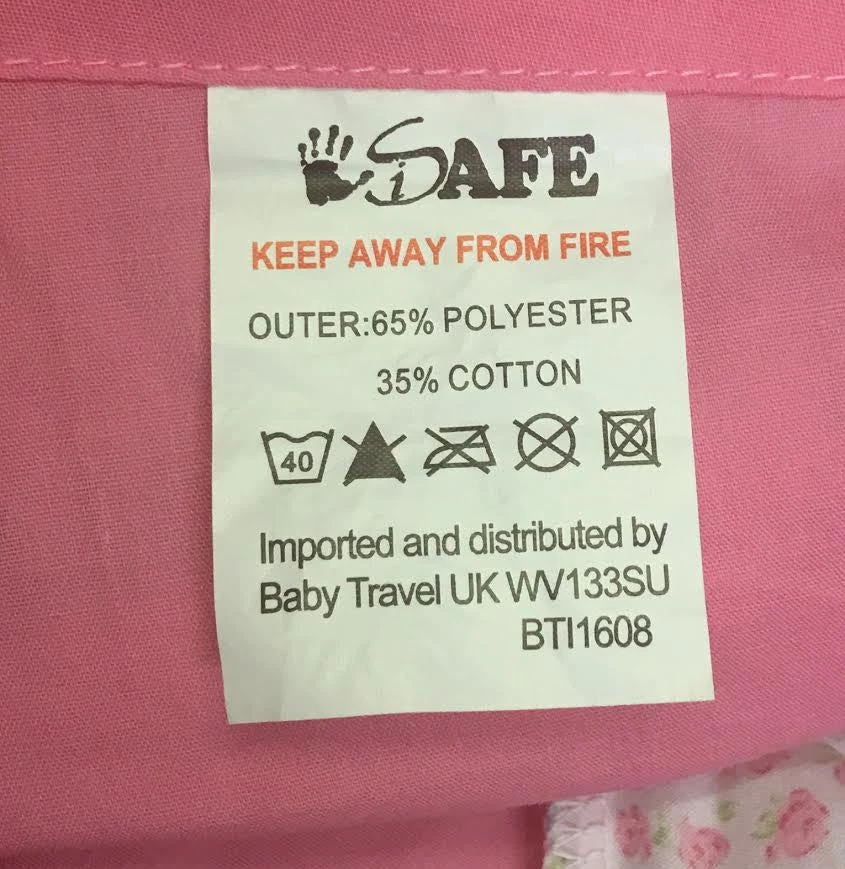 iSAFE
KEEP AWAY FROM FIRE
OUTER:65% POLYESTER
35% COTTON
40
Imported and distributed by
Baby Travel UK WV133SU
BTI1608